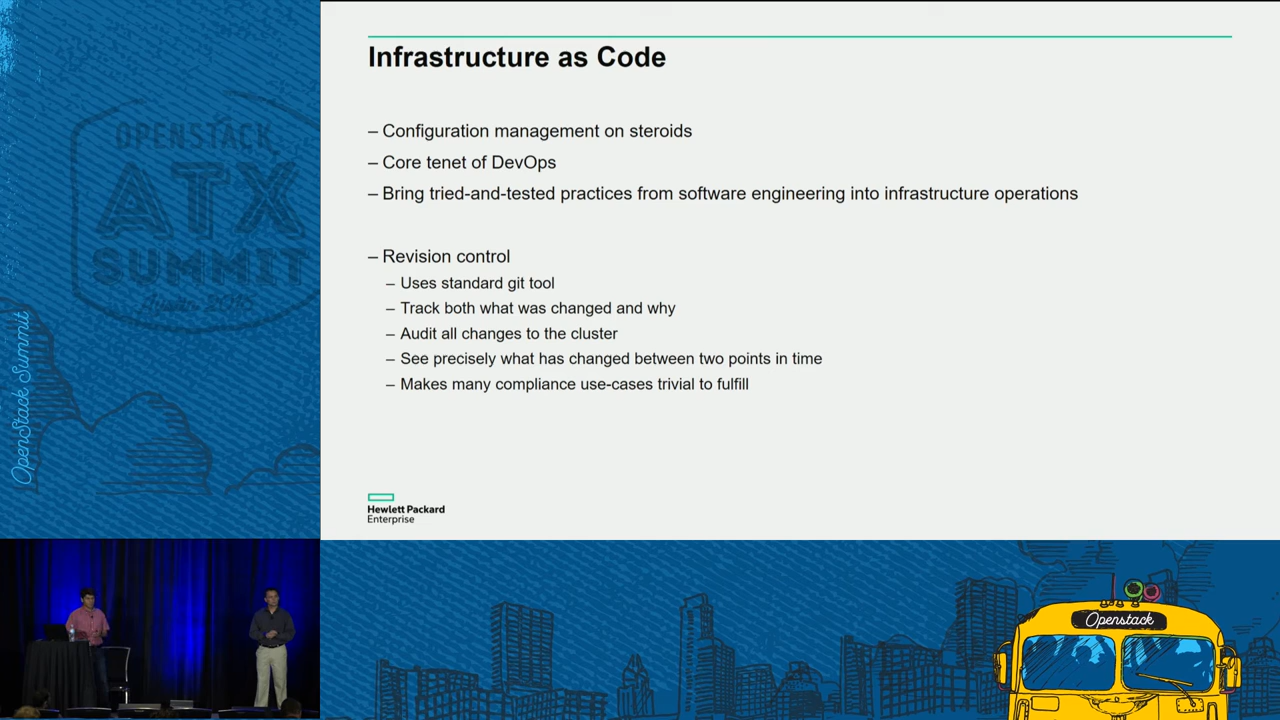 Infrastructure as Code
– Configuration management on steroids
– Core tenet of DevOps
– Bring tried-and-tested practices from software engineering into infrastructure operations
– Revision control
– Uses standard git tool
– Track both what was changed and why
– Audit all changes to the cluster
– See precisely what has changed between two points in time
– Makes many compliance use-cases trivial to fulfill
Hewlett Packard
Enterprise
OPENSTACK
ATX
SUMMIT
OpenStack Summit
Openstack